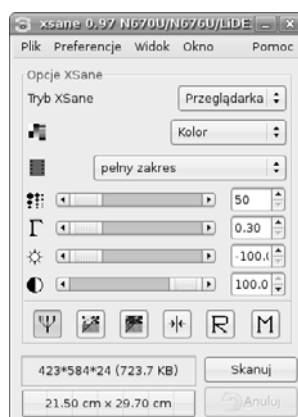 xsane 0.97 N670U/N676U/LiDE
Plik Preferencje Widok Okno Pomoc
Opcje XSane
Tryb XSane Przeglądarka
Kolor
pełny zakres
50
Γ 0.30
-100.(
100.0
Ψ R M
423*584*24 (723.7 KB) Skanuj
21.50 cm x 29.70 cm Anuluj